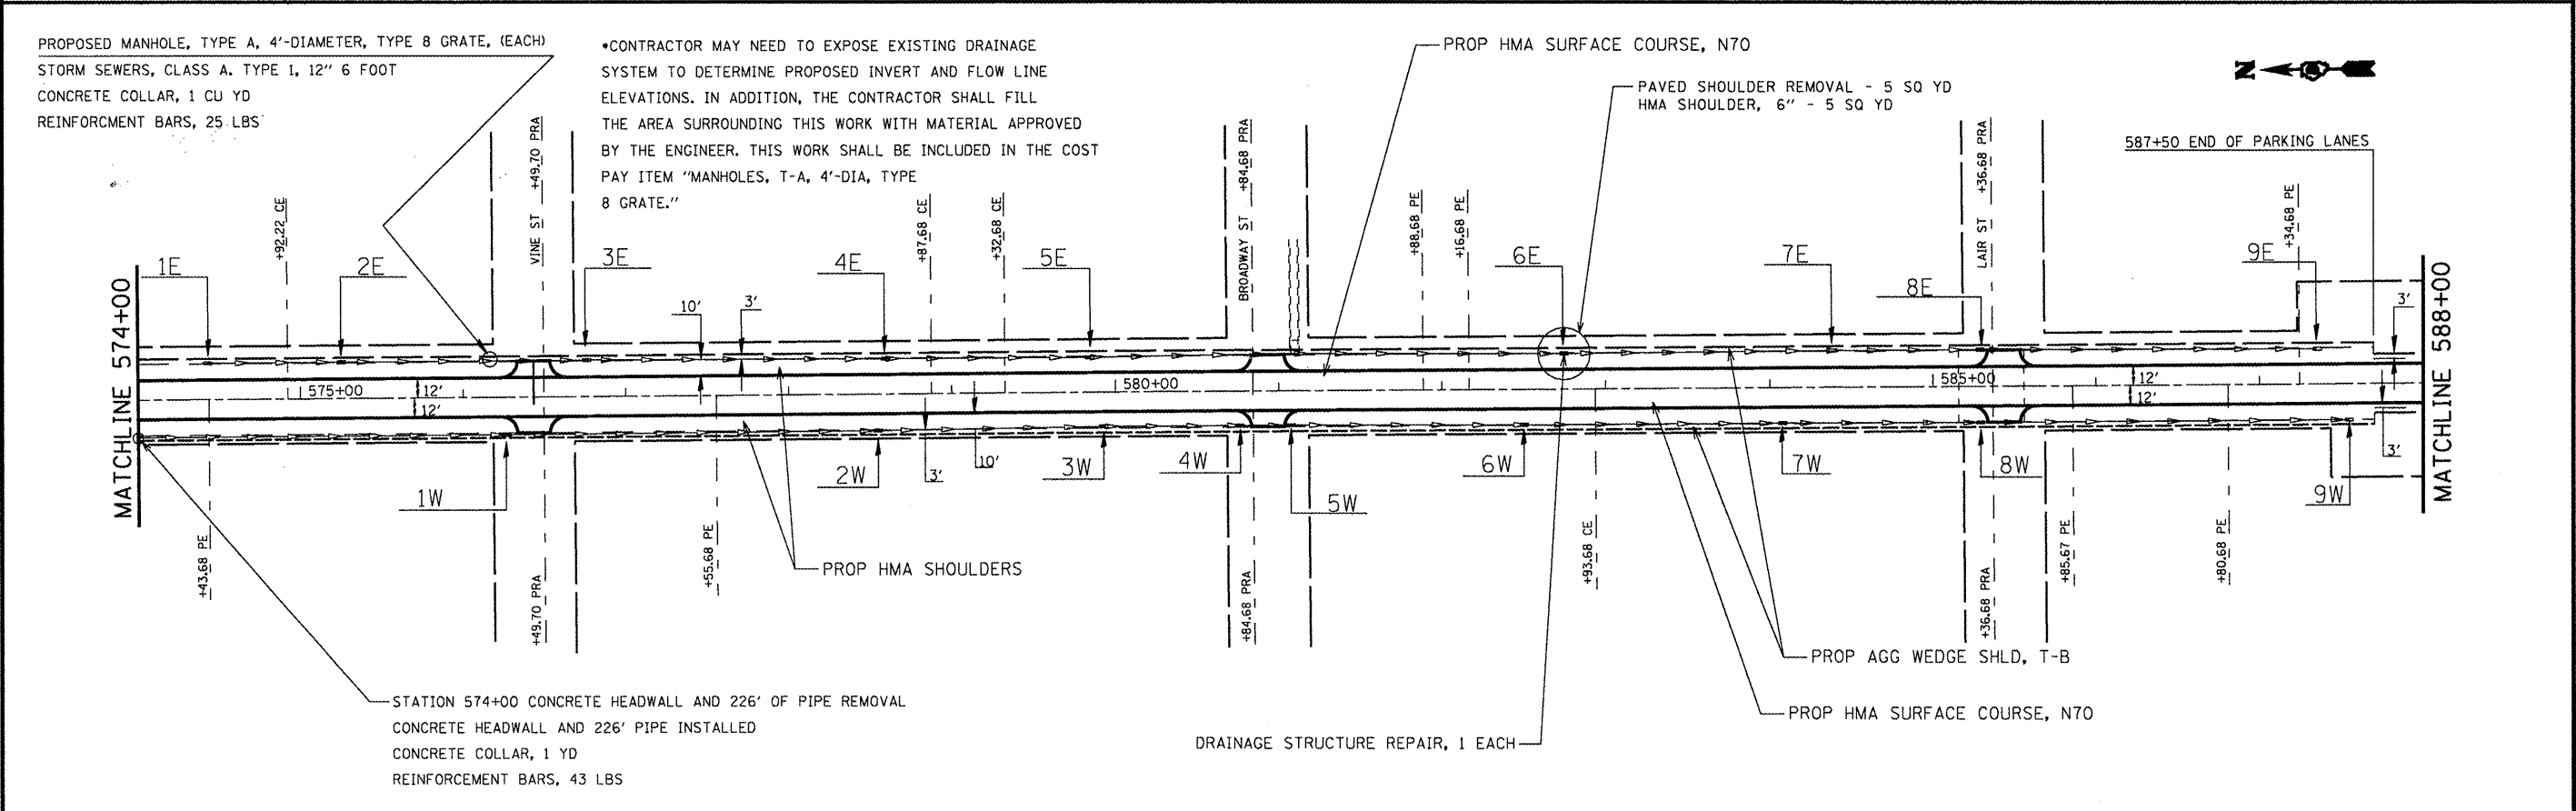 PROPOSED MANHOLE, TYPE A, 4'-DIAMETER, TYPE 8 GRATE, (EACH)
STORM SEWERS, CLASS A. TYPE 1, 12" 6 FOOT
CONCRETE COLLAR, 1 CU YD
REINFORCMENT BARS, 25 LBS
*CONTRACTOR MAY NEED TO EXPOSE EXISTING DRAINAGE
SYSTEM TO DETERMINE PROPOSED INVERT AND FLOW LINE
ELEVATIONS. IN ADDITION, THE CONTRACTOR SHALL FILL
THE AREA SURROUNDING THIS WORK WITH MATERIAL APPROVED
BY THE ENGINEER. THIS WORK SHALL BE INCLUDED IN THE COST
PAY ITEM "MANHOLES, T-A, 4'-DIA, TYPE
8 GRATE."
PROP HMA SURFACE COURSE, N70
PAVED SHOULDER REMOVAL - 5 SQ YD
HMA SHOULDER, 6" - 5 SQ YD
N
587+50 END OF PARKING LANES
+92.22 CE
VINE ST +49.70 PRA
+87.68 CE
+32.68 CE
BROADWAY ST +84.68 PRA
+88.68 PE
+16.68 PE
LAIR ST +36.68 PRA
+34.68 PE
1E
2E
3E
4E
5E
6E
7E
8E
9E
10'
3'
3'
MATCHLINE 574+00
575+00
12'
12'
580+00
585+00
12'
12'
MATCHLINE 588+00
1W
2W
3'
10'
3W
4W
5W
6W
7W
8W
9W
3'
+43.68 PE
+49.70 PRA
+55.68 PE
+84.68 PRA
+93.68 CE
+36.68 PRA
+85.67 PE
+80.68 PE
PROP HMA SHOULDERS
PROP AGG WEDGE SHLD, T-B
PROP HMA SURFACE COURSE, N70
STATION 574+00 CONCRETE HEADWALL AND 226' OF PIPE REMOVAL
CONCRETE HEADWALL AND 226' PIPE INSTALLED
CONCRETE COLLAR, 1 YD
REINFORCEMENT BARS, 43 LBS
DRAINAGE STRUCTURE REPAIR, 1 EACH